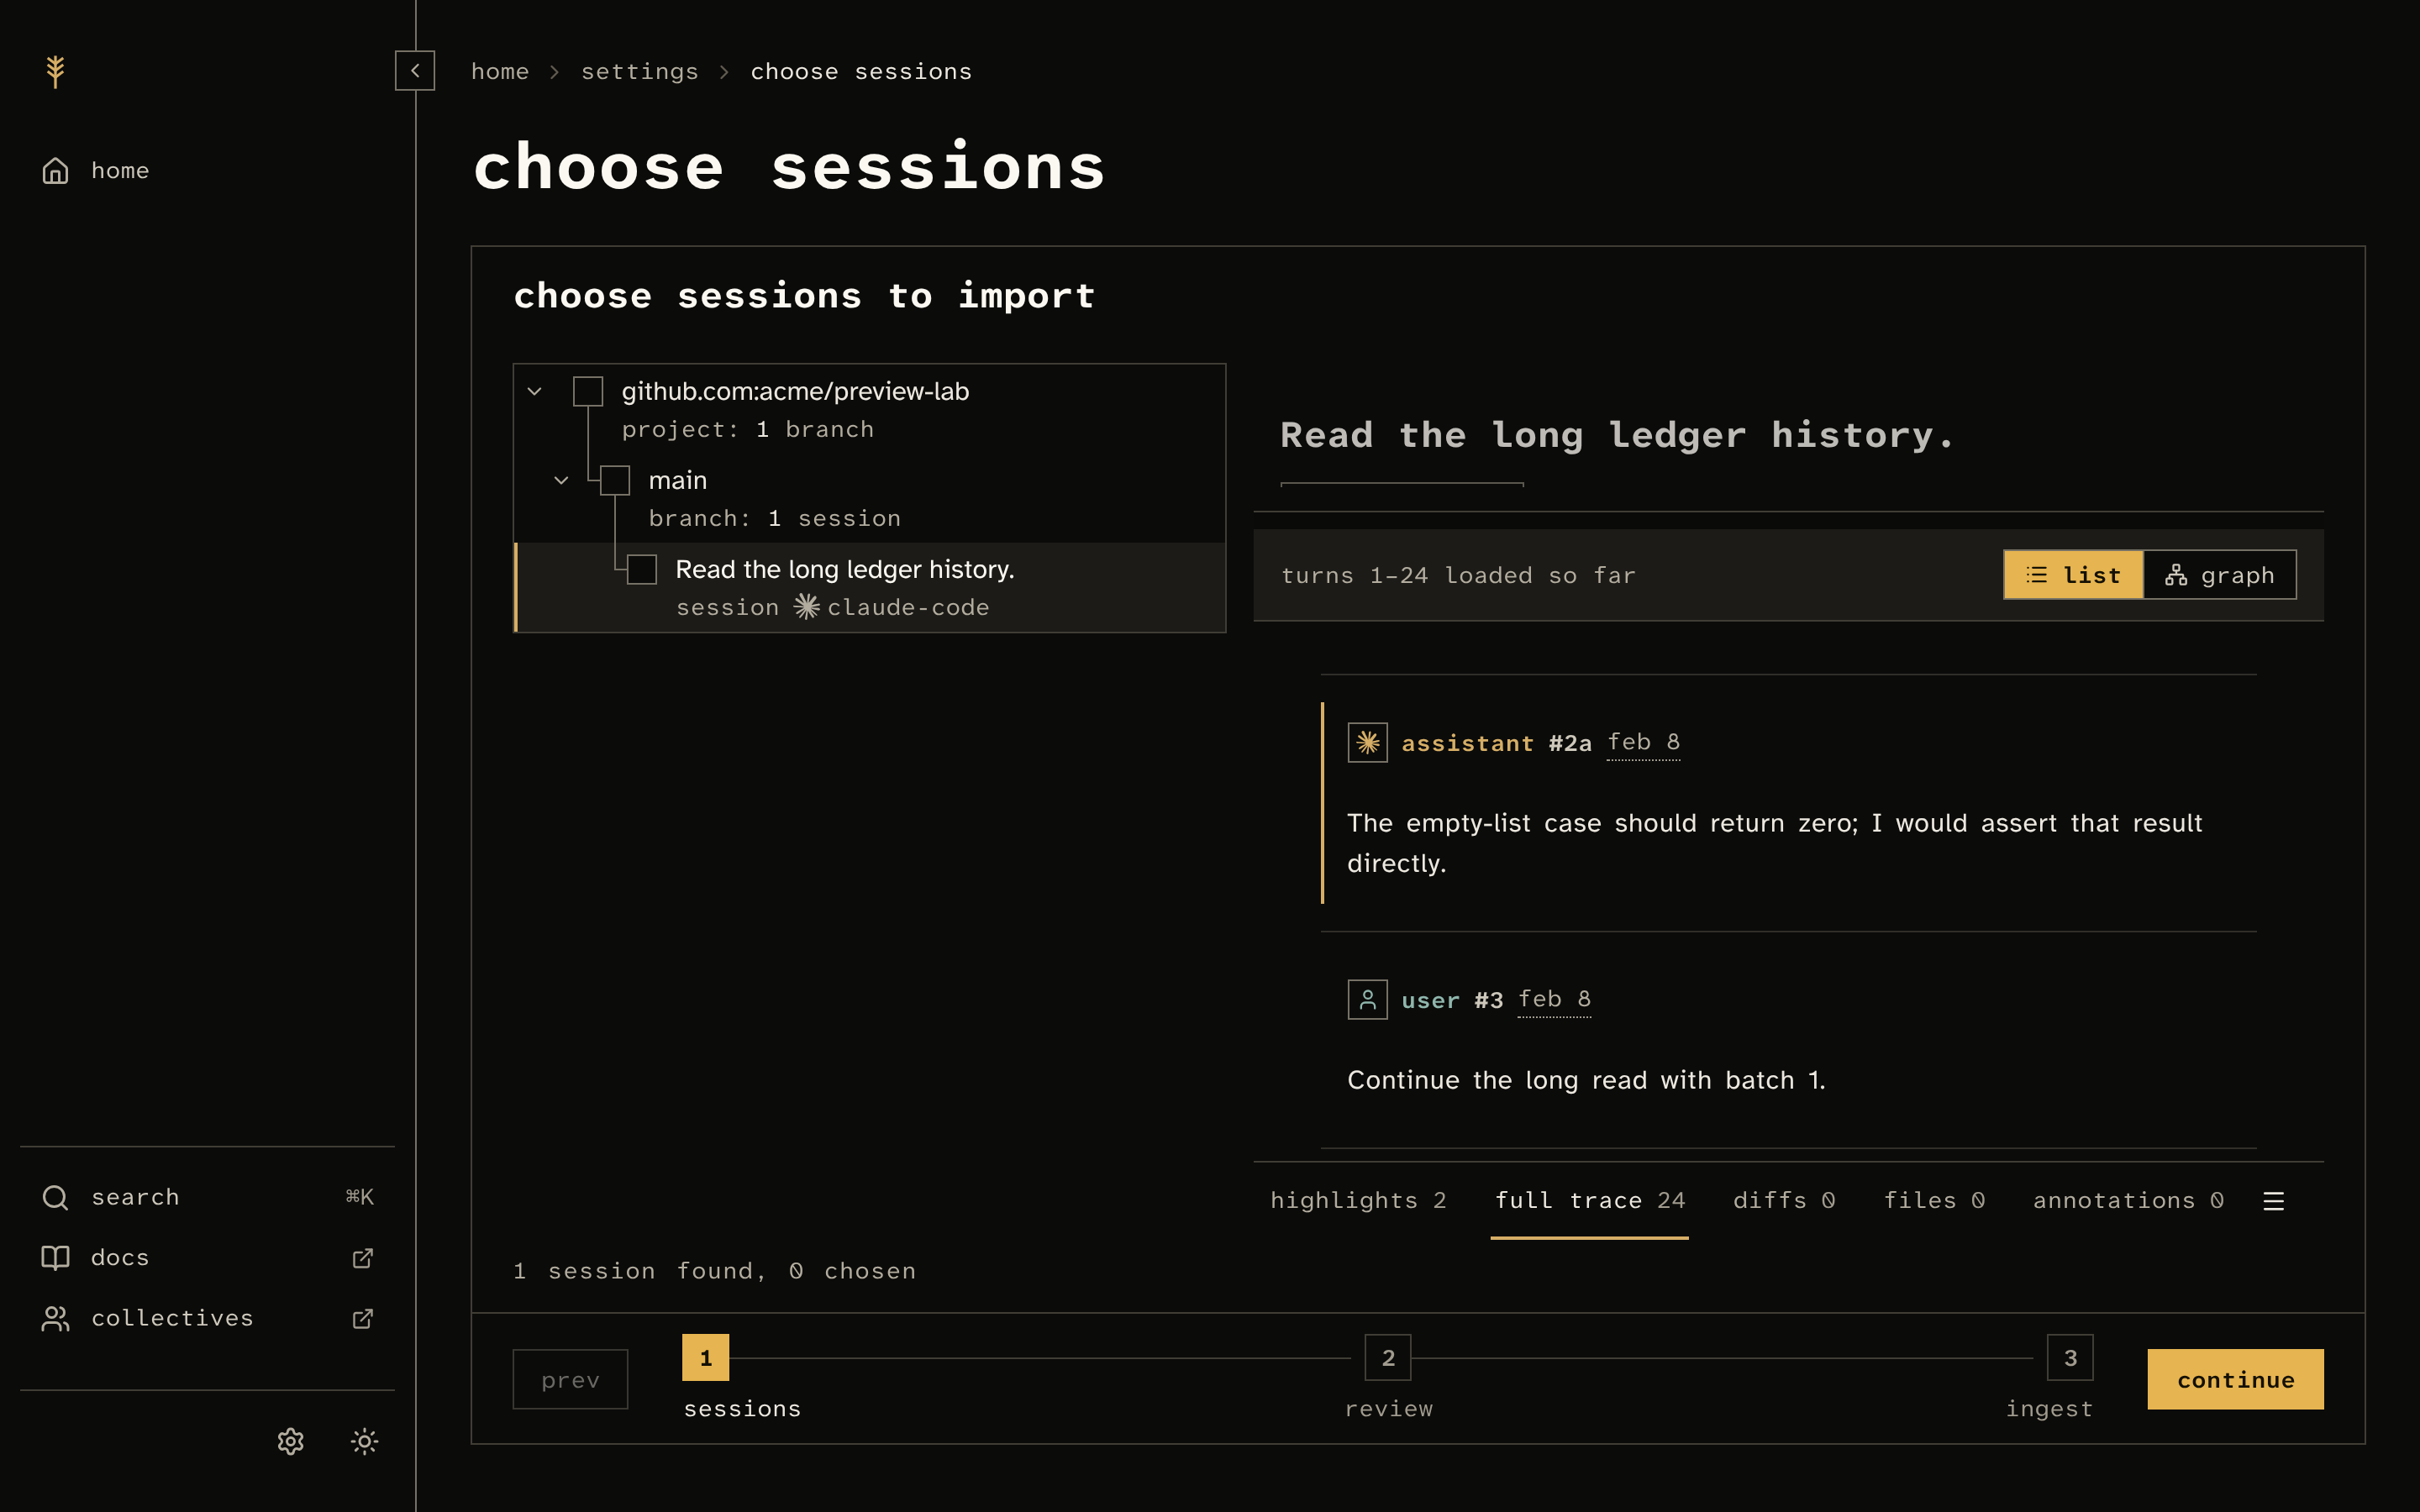 home
search ⌘K
docs
collectives
home > settings > choose sessions
choose sessions
choose sessions to import
github.com:acme/preview-lab
project: 1 branch
main
branch: 1 session
Read the long ledger history.
session claude-code
1 session found, 0 chosen
Read the long ledger history.
turns 1–24 loaded so far
list graph
assistant #2a feb 8
The empty-list case should return zero; I would assert that result
directly.
user #3 feb 8
Continue the long read with batch 1.
highlights 2 full trace 24 diffs 0 files 0 annotations 0
prev
1 sessions
2 review
3 ingest
continue